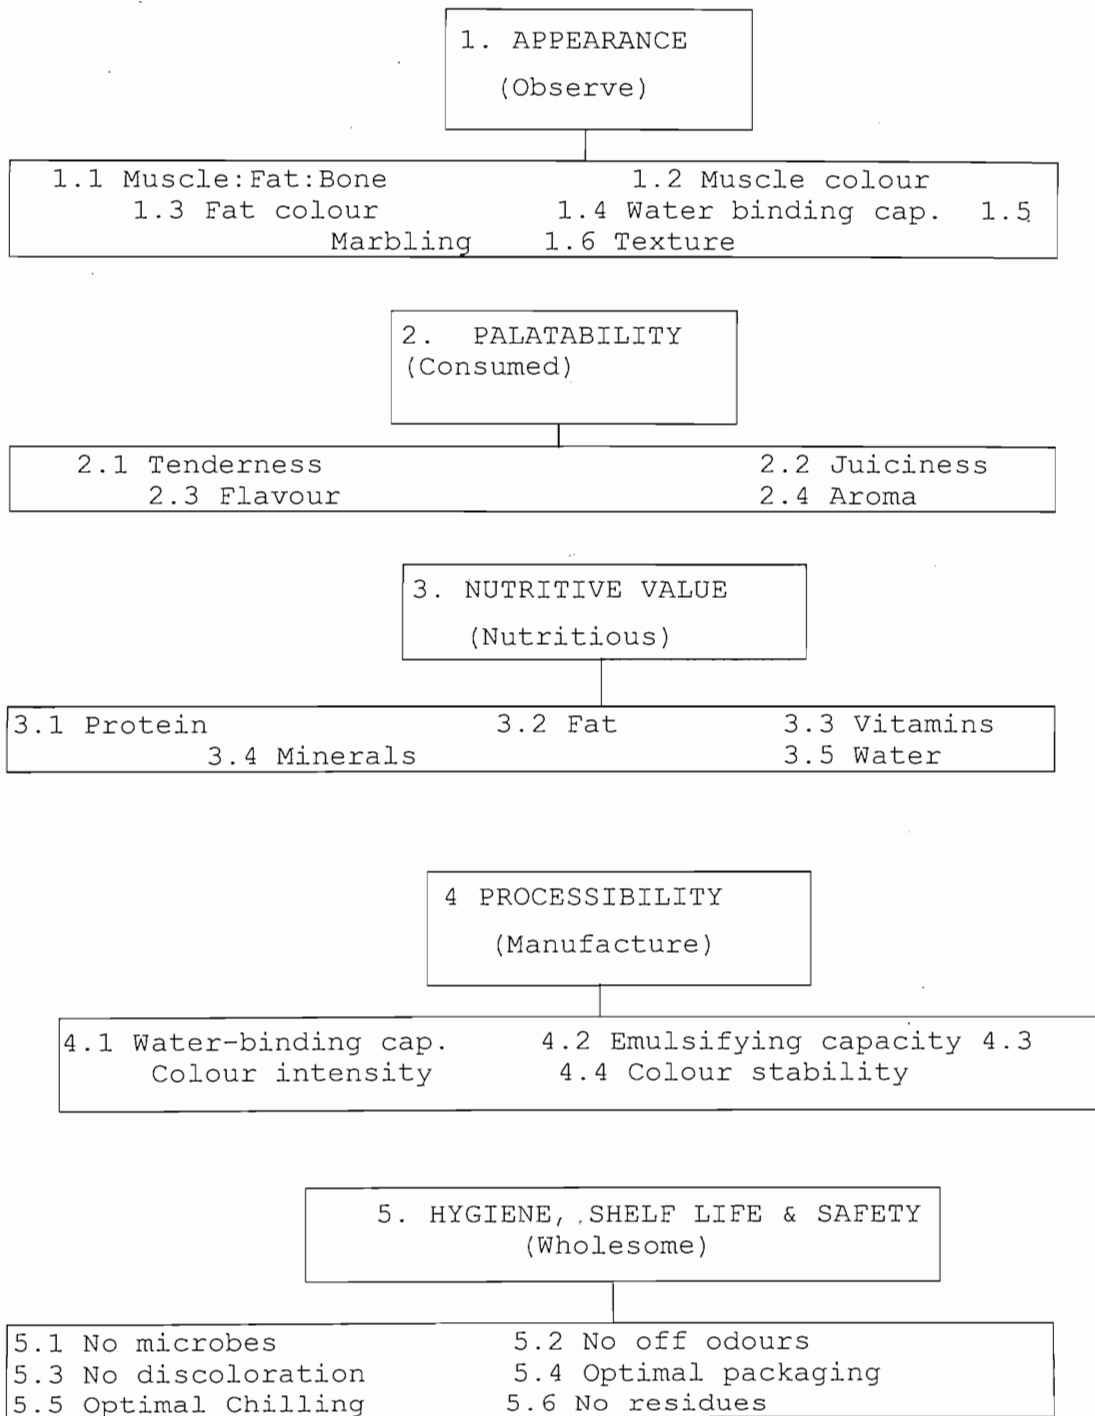 1. APPEARANCE
(Observe)
1.1 Muscle:Fat:Bone 1.2 Muscle colour
1.3 Fat colour 1.4 Water binding cap. 1.5
Marbling 1.6 Texture
2. PALATABILITY
(Consumed)
2.1 Tenderness 2.2 Juiciness
2.3 Flavour 2.4 Aroma
3. NUTRITIVE VALUE
(Nutritious)
3.1 Protein 3.2 Fat 3.3 Vitamins
3.4 Minerals 3.5 Water
4 PROCESSIBILITY
(Manufacture)
4.1 Water-binding cap. 4.2 Emulsifying capacity 4.3
Colour intensity 4.4 Colour stability
5. HYGIENE, SHELF LIFE & SAFETY
(Wholesome)
5.1 No microbes 5.2 No off odours
5.3 No discoloration 5.4 Optimal packaging
5.5 Optimal Chilling 5.6 No residues